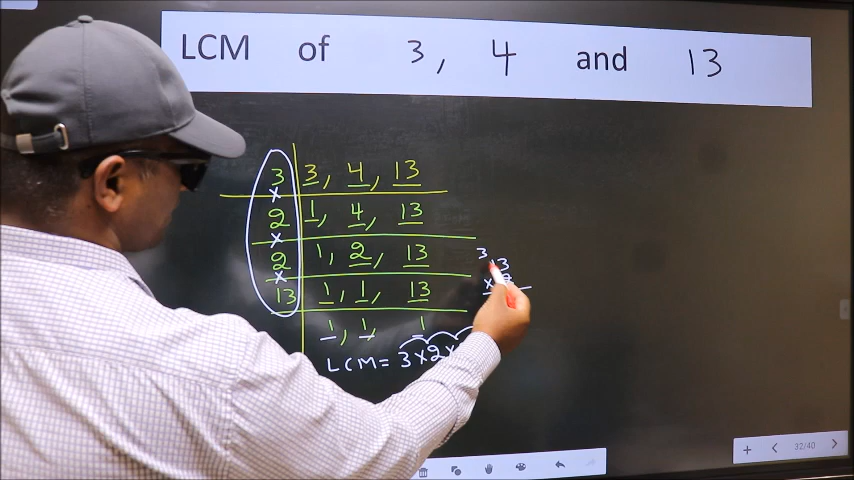 LCM of 3, 4 and 13
3 3, 4, 13
×
2 1, 4, 13
×
2 1, 2, 13
×
13 1, 1, 13
1, 1, 1
LCM = 3×2×
3
13
×
32/40